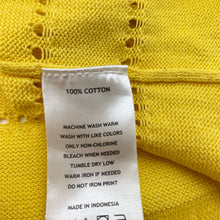 100% COTTON
MACHINE WASH WARM
WASH WITH LIKE COLORS
ONLY NON-CHLORINE
BLEACH WHEN NEEDED
TUMBLE DRY LOW
WARM IRON IF NEEDED
DO NOT IRON PRINT
MADE IN INDONESIA